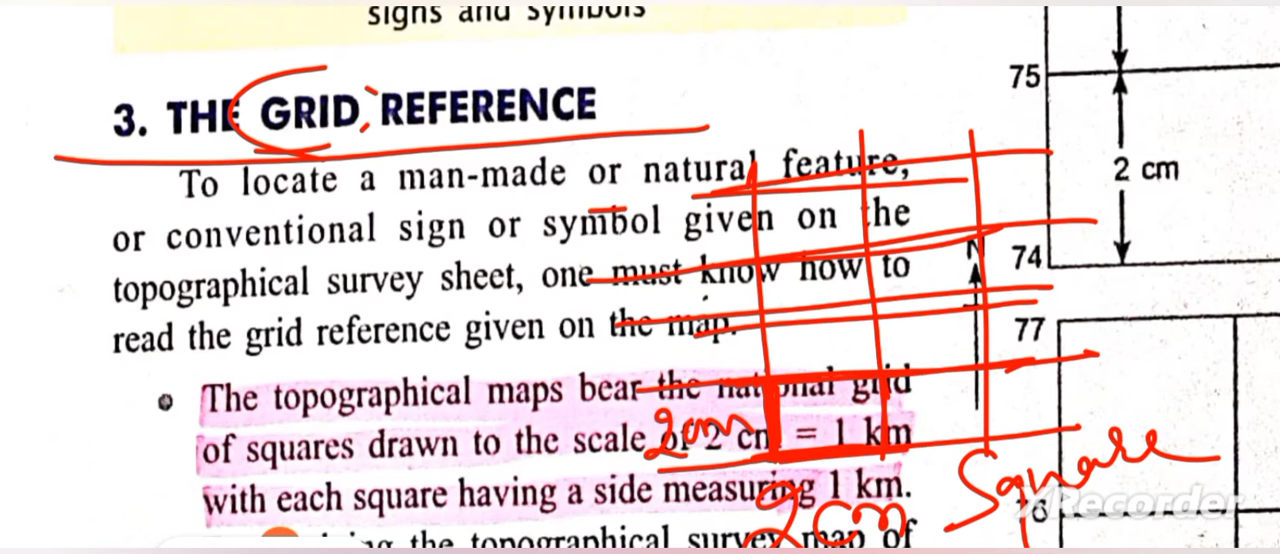 signs and symbols
3. THE GRID REFERENCE
To locate a man-made or natural feature,
or conventional sign or symbol given on the
topographical survey sheet, one must know how to
read the grid reference given on the map.
• The topographical maps bear the national grid
of squares drawn to the scale of 2 cm = 1 km
with each square having a side measuring 1 km.
the topographical survey map of
2cm
2cm
Square
75
2 cm
N
74
77
XRecorder